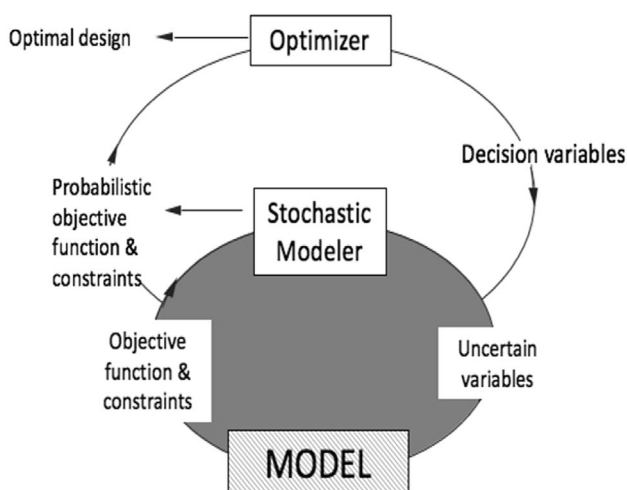 Optimal design
Optimizer
Decision variables
Probabilistic
objective
function &
constraints
Stochastic
Modeler
Objective
function &
constraints
Uncertain
variables
MODEL